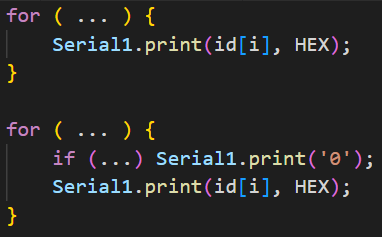 for ( ... ) {
    Serial1.print(id[i], HEX);
}

for ( ... ) {
    if (...) Serial1.print('0');
    Serial1.print(id[i], HEX);
}